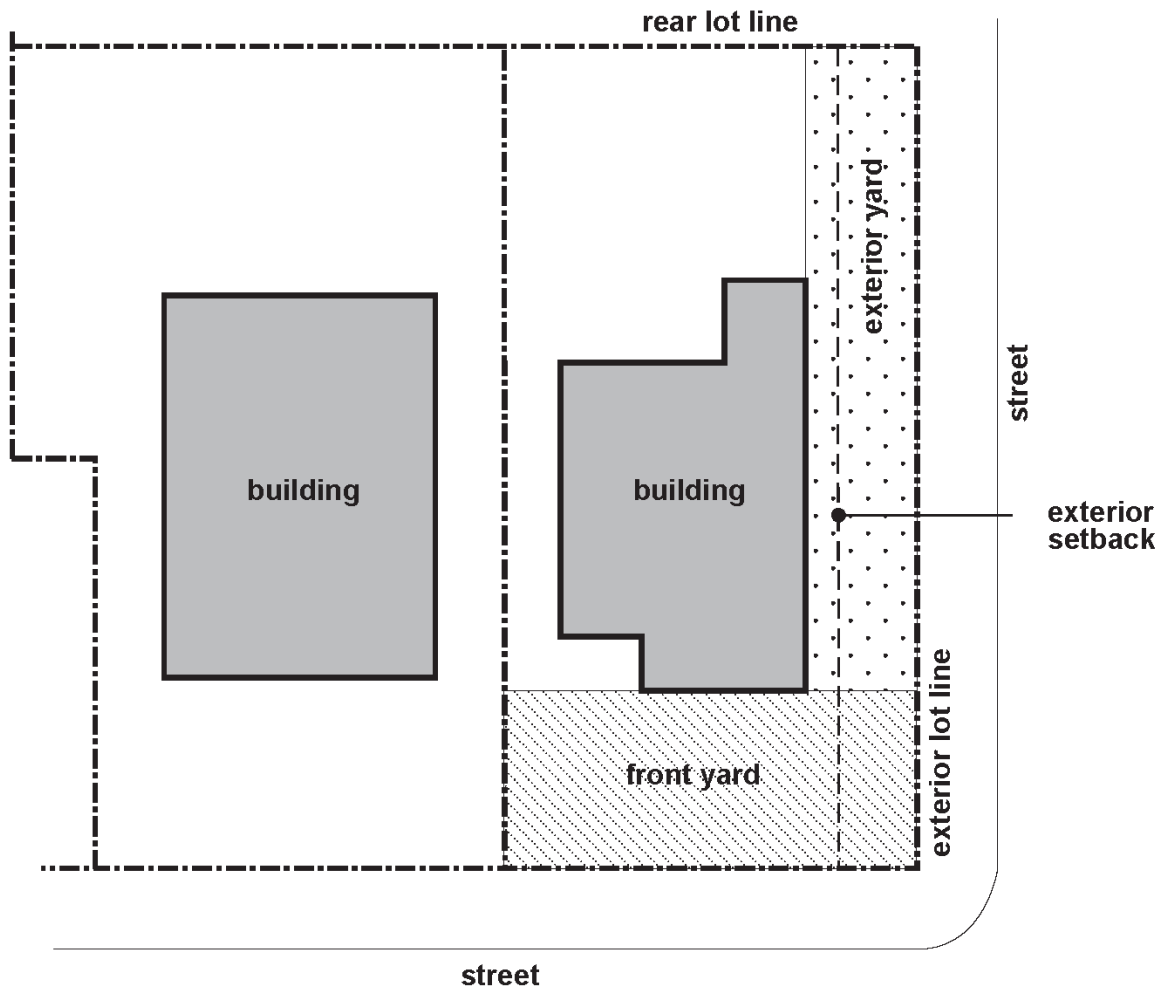 rear lot line
exterior yard
street
building
building
exterior
setback
exterior lot line
front yard
street